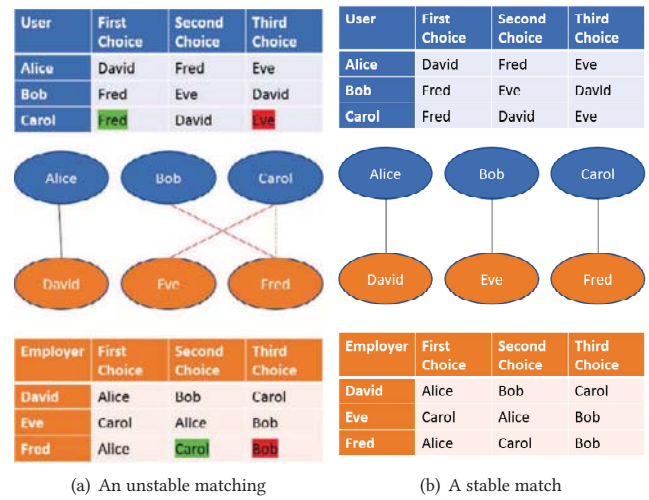 User First Choice Second Choice Third Choice
Alice David Fred Eve
Bob Fred Eve David
Carol Fred David Eve
Alice Bob Carol
David Eve Fred
Employer First Choice Second Choice Third Choice
David Alice Bob Carol
Eve Carol Alice Bob
Fred Alice Carol Bob
(a) An unstable matching
User First Choice Second Choice Third Choice
Alice David Fred Eve
Bob Fred Eve David
Carol Fred David Eve
Alice Bob Carol
David Eve Fred
Employer First Choice Second Choice Third Choice
David Alice Bob Carol
Eve Carol Alice Bob
Fred Alice Carol Bob
(b) A stable match